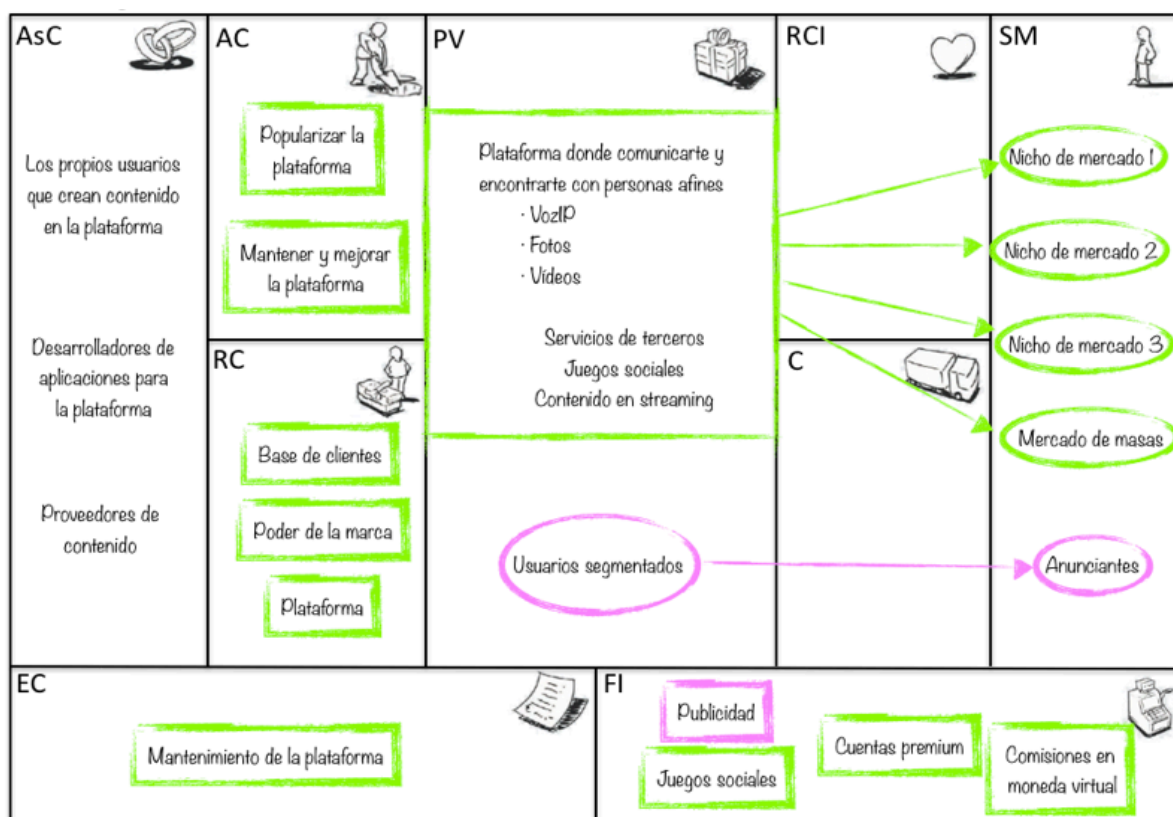 AsC
Los propios usuarios
que crean contenido
en la plataforma
Desarrolladores de
aplicaciones para
la plataforma
Proveedores de
contenido
AC
Popularizar la
plataforma
Mantener y mejorar
la plataforma
RC
Base de clientes
Poder de la marca
Plataforma
PV
Plataforma donde comunicarte y
encontrarte con personas afines
· VozIP
· Fotos
· Vídeos
Servicios de terceros
Juegos sociales
Contenido en streaming
Usuarios segmentados
RCl
C
SM
Nicho de mercado 1
Nicho de mercado 2
Nicho de mercado 3
Mercado de masas
Anunciantes
EC
Mantenimiento de la plataforma
FI
Publicidad
Juegos sociales
Cuentas premium
Comisiones en
moneda virtual